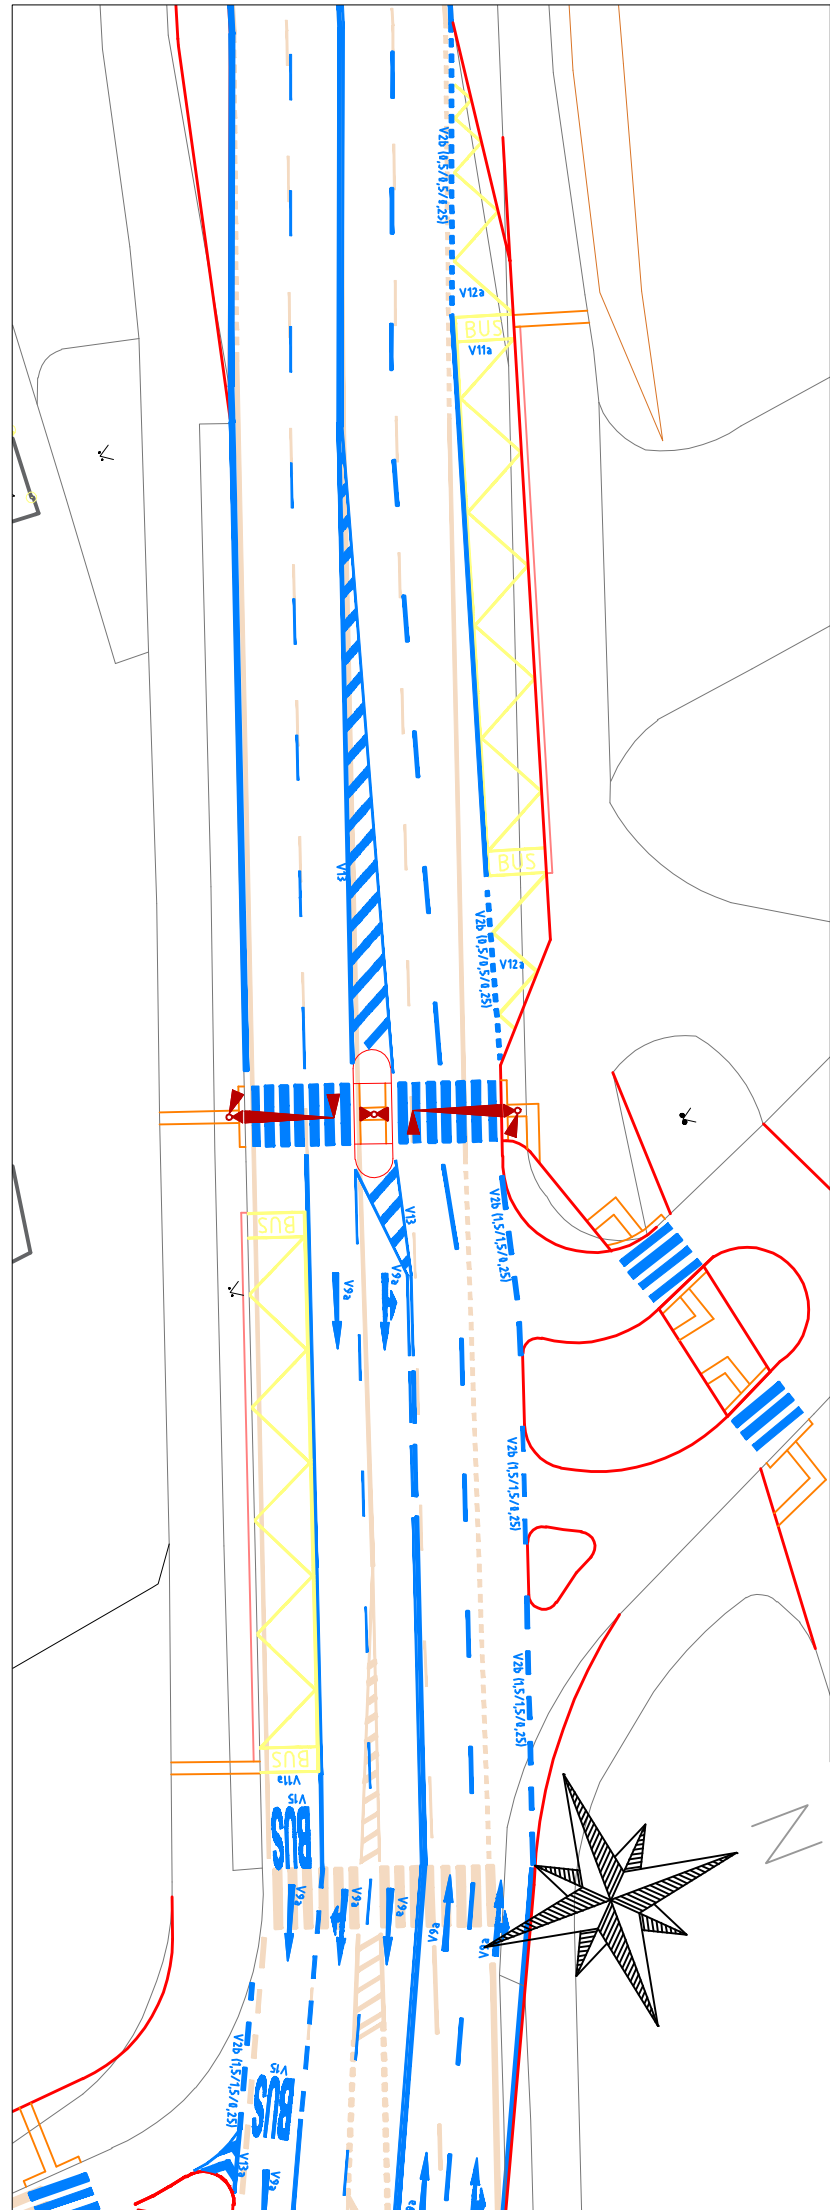 V2b (0,5/0,5/0,25)
V12a
BUS
V11a
V13
BUS
V2b (0,5/0,5/0,25)
V12a
V2b (1,5/1,5/0,25)
BUS
V13
V9a
V9a
V2b (1,5/1,5/0,25)
V2b (1,5/1,5/0,25)
BUS
V11a
V15
BUS
N
V9a
V9a
V9a
V9a
V9a
V2b (1,5/1,5/0,25)
V15
BUS
V13a
V9a